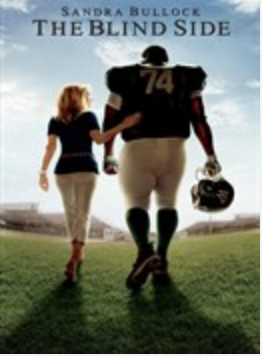 SANDRA BULLOCK
THE BLIND SIDE
74